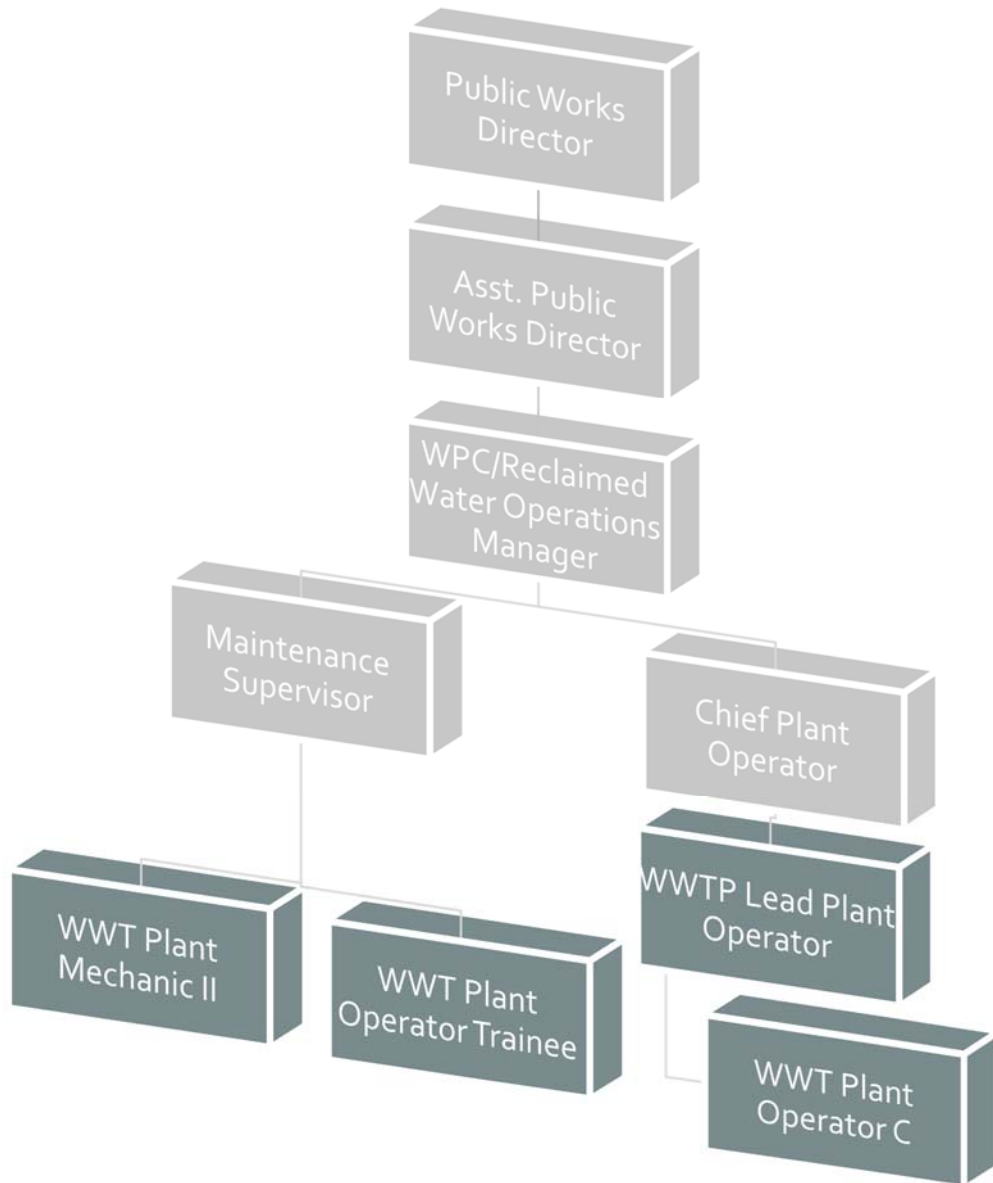 Public Works
Director
Asst. Public
Works Director
WPC/Reclaimed
Water Operations
Manager
Maintenance
Supervisor
Chief Plant
Operator
WWT Plant
Mechanic II
WWT Plant
Operator Trainee
WWTP Lead Plant
Operator
WWT Plant
Operator C